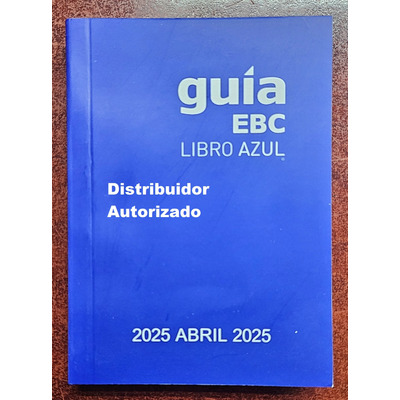 guía
EBC
LIBRO AZUL
Distribuidor
Autorizado
2025 ABRIL 2025